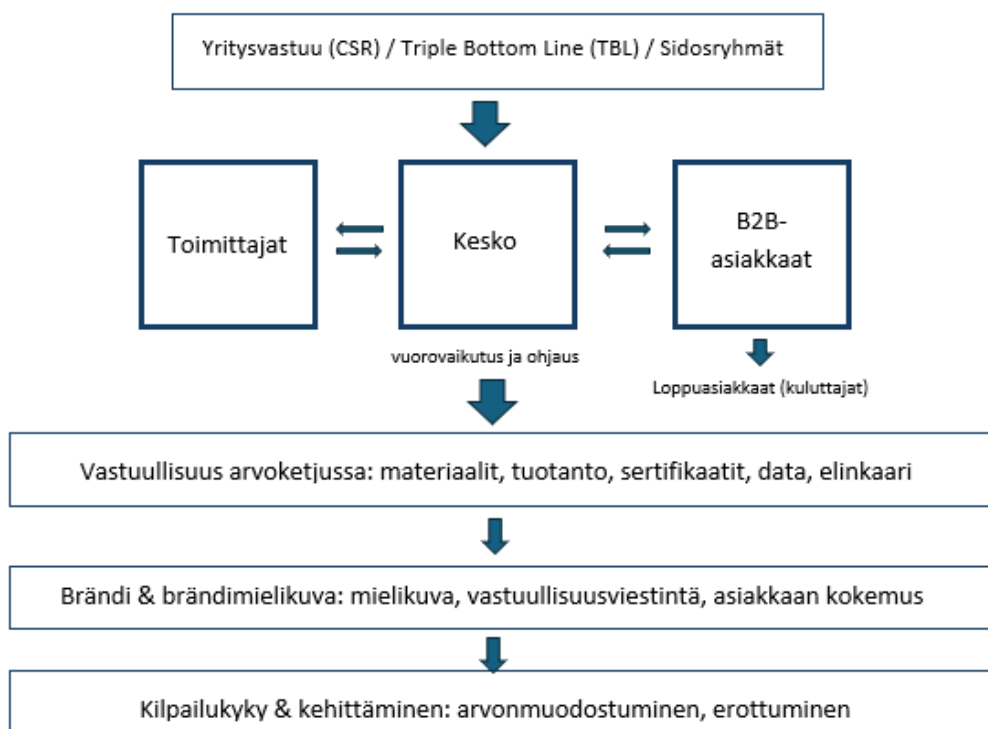 Yritysvastuu (CSR) / Triple Bottom Line (TBL) / Sidosryhmät
Toimittajat
Kesko
B2B-
asiakkaat
vuorovaikutus ja ohjaus
Loppuasiakkaat (kuluttajat)
Vastuullisuus arvoketjussa: materiaalit, tuotanto, sertifikaatit, data, elinkaari
Brändi & brändimielikuva: mielikuva, vastuullisuusviestintä, asiakkaan kokemus
Kilpailukyky & kehittäminen: arvonmuodostuminen, erottuminen